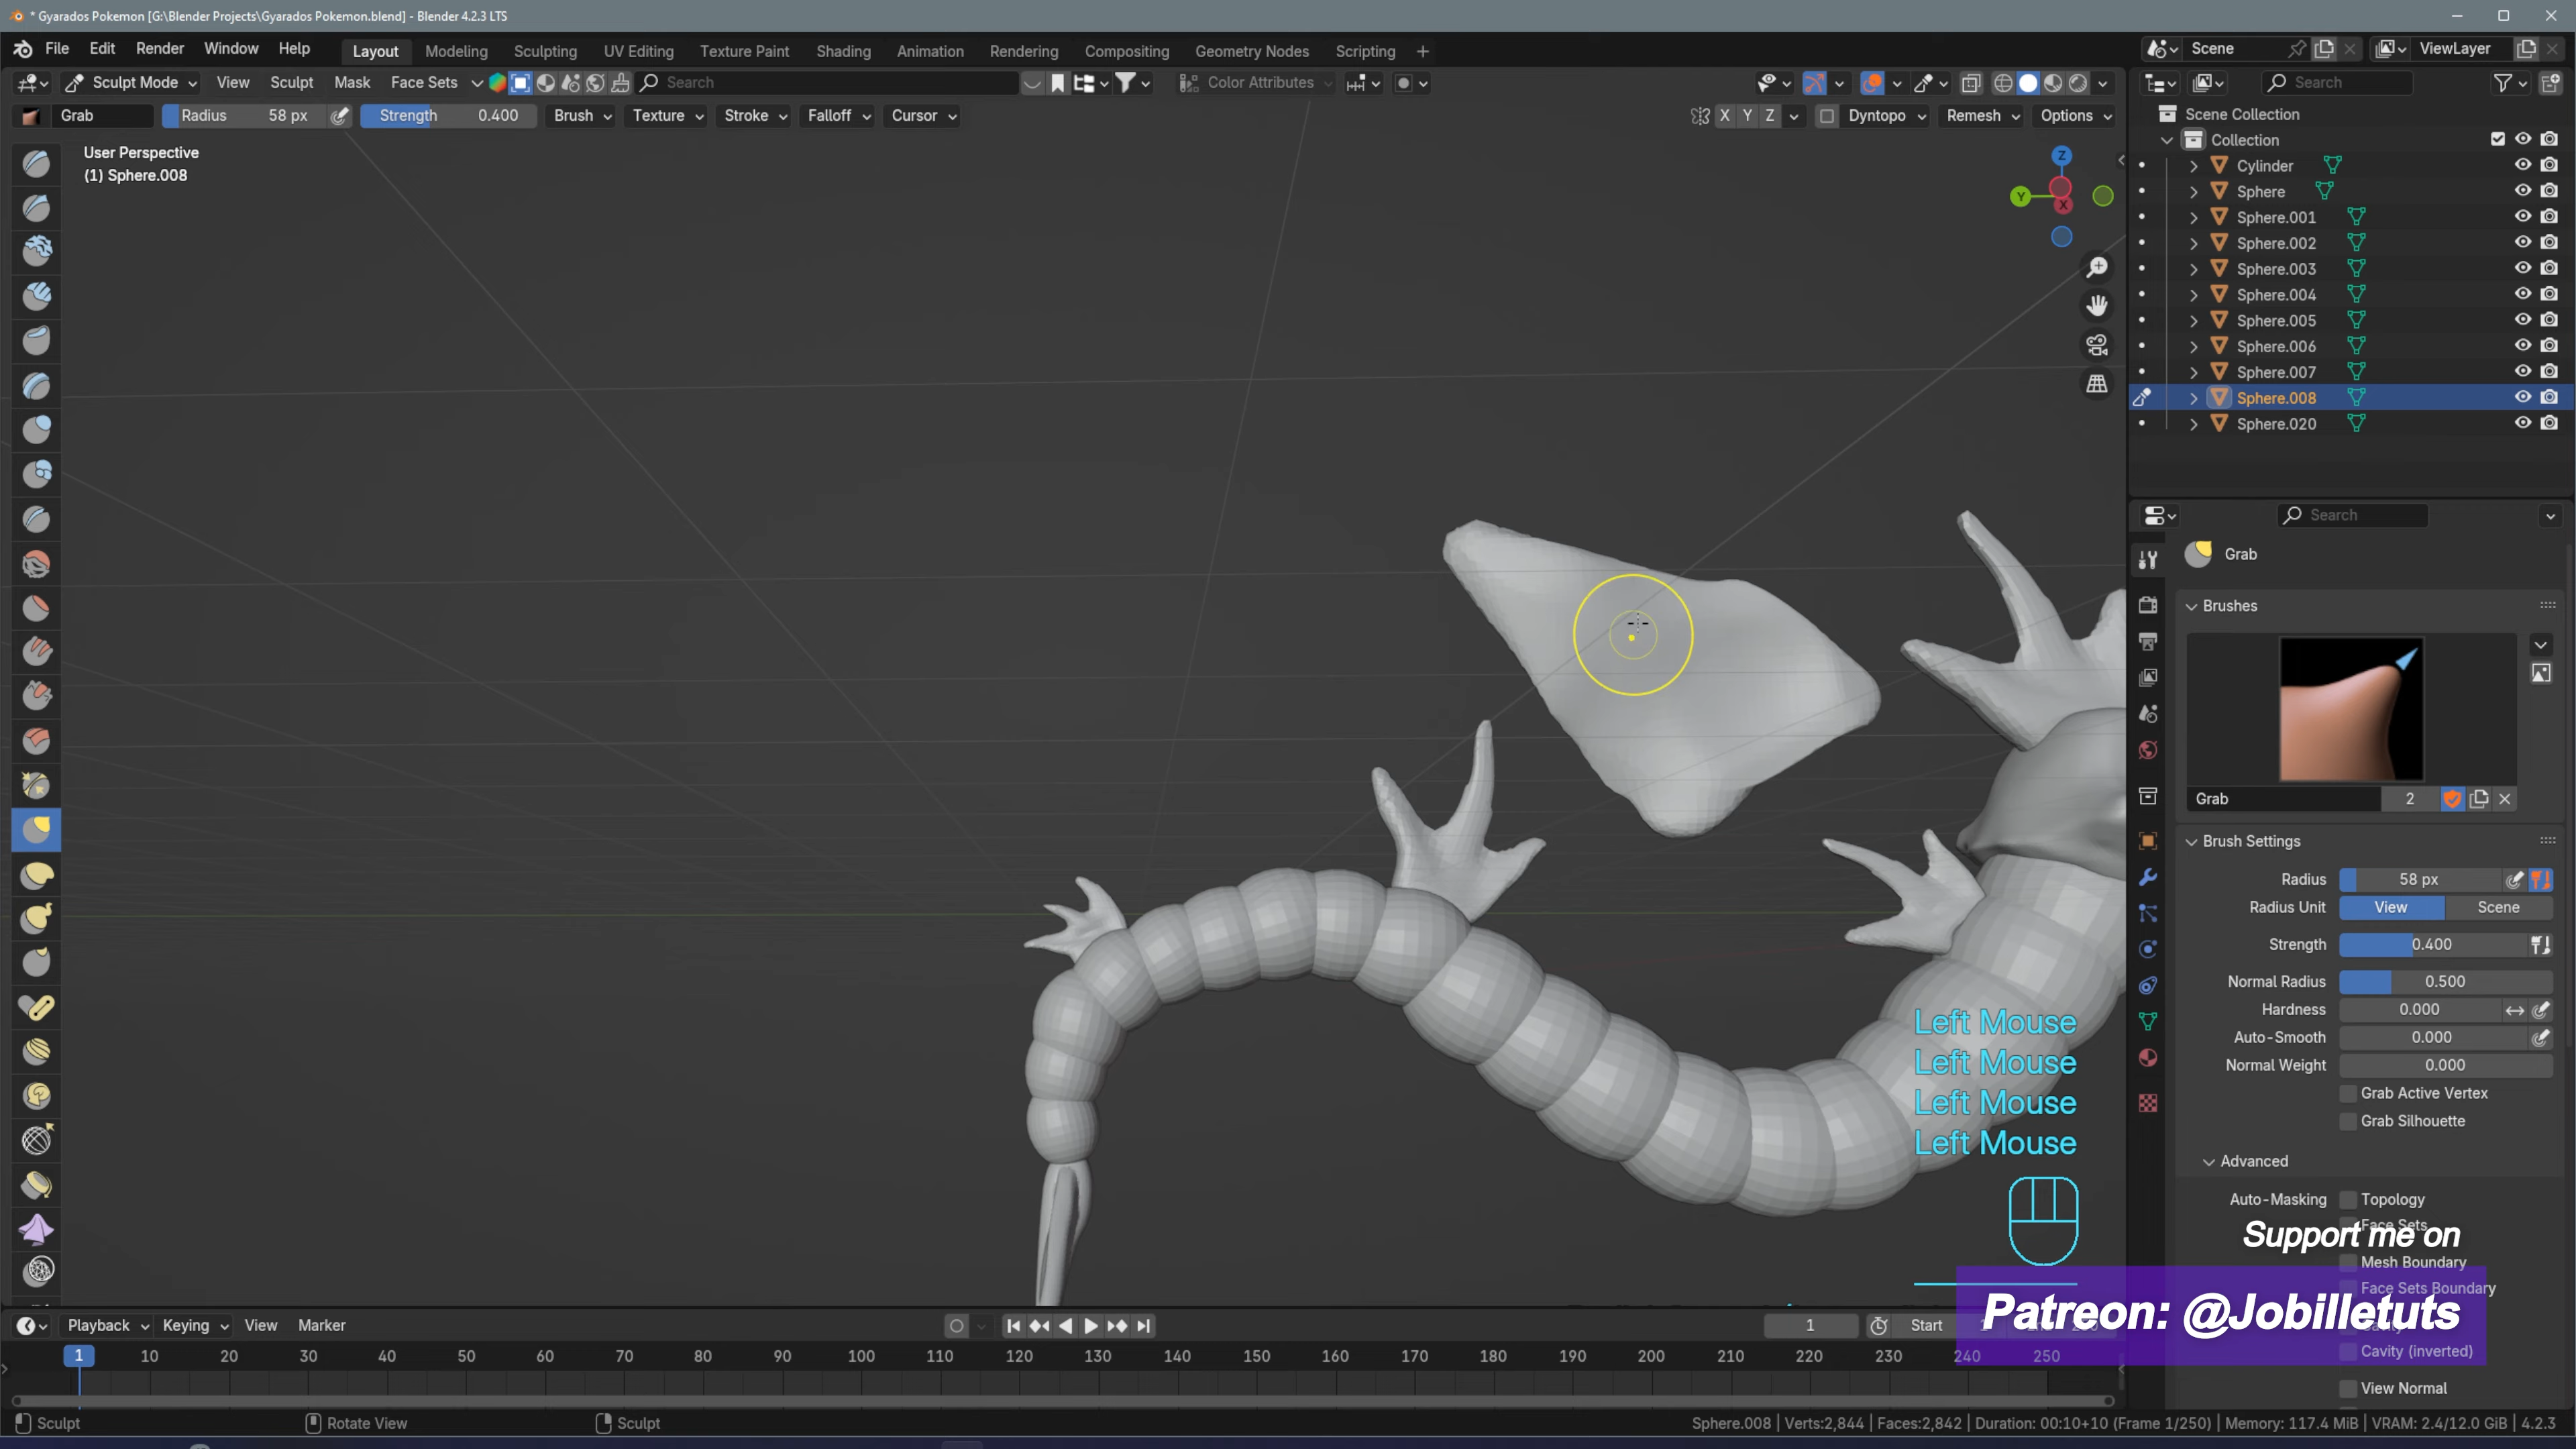 * Gyarados Pokemon [G:\Blender Projects\Gyarados Pokemon.blend] - Blender 4.2.3 LTS
File Edit Render Window Help Layout Modeling Sculpting UV Editing Texture Paint Shading Animation Rendering Compositing Geometry Nodes Scripting + Scene ViewLayer
Sculpt Mode View Sculpt Mask Face Sets Search Color Attributes Search
Grab Radius 58 px Strength 0.400 Brush Texture Stroke Falloff Cursor X Y Z Dyntopo Remesh Options
User Perspective
(1) Sphere.008
Z
Y
X
Scene Collection
Collection
Cylinder
Sphere
Sphere.001
Sphere.002
Sphere.003
Sphere.004
Sphere.005
Sphere.006
Sphere.007
Sphere.008
Sphere.020
Search
Grab
Brushes
Grab 2
Brush Settings
Radius 58 px
Radius Unit View Scene
Strength 0.400
Normal Radius 0.500
Hardness 0.000
Auto-Smooth 0.000
Normal Weight 0.000
Grab Active Vertex
Grab Silhouette
Advanced
Auto-Masking Topology
Face Sets
Mesh Boundary
Face Sets Boundary
Cavity (inverted)
View Normal
Left Mouse
Left Mouse
Left Mouse
Left Mouse
Support me on
Patreon: @Jobilletuts
Playback Keying View Marker 1 Start
1 10 20 30 40 50 60 70 80 90 100 110 120 130 140 150 160 170 180 190 200 210 220 230 240 250
Sculpt Rotate View Sculpt Sphere.008 | Verts:2,844 | Faces:2,842 | Duration: 00:10+10 (Frame 1/250) | Memory: 117.4 MiB | VRAM: 2.4/12.0 GiB | 4.2.3